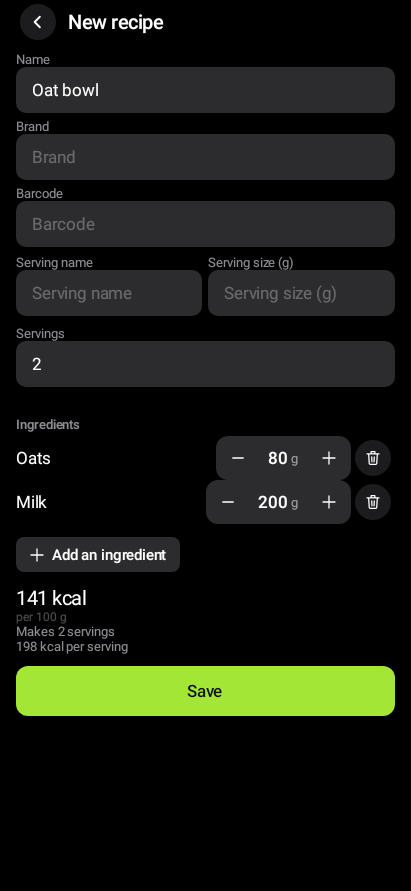 New recipe
Name
Oat bowl
Brand
Brand
Barcode
Barcode
Serving name
Serving size (g)
Serving name
Serving size (g)
Servings
2
Ingredients
Oats
80 g
Milk
200 g
Add an ingredient
141 kcal
per 100 g
Makes 2 servings
198 kcal per serving
Save